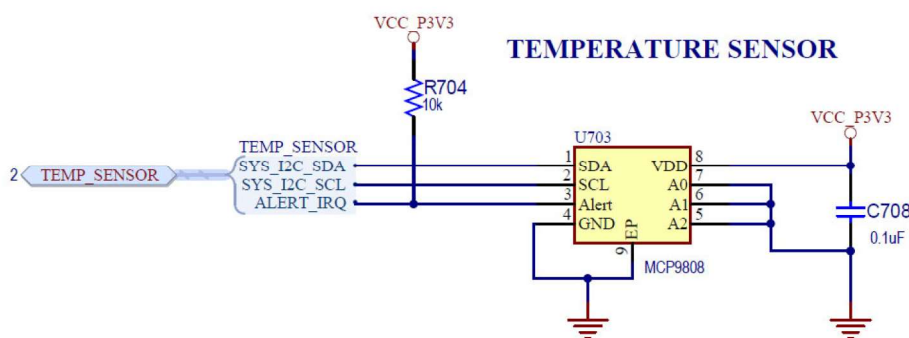 VCC_P3V3
TEMPERATURE SENSOR
R704
10k
VCC_P3V3
TEMP_SENSOR
U703
SYS_I2C_SDA
1
SDA
VDD
8
2
TEMP_SENSOR
SYS_I2C_SCL
2
SCL
A0
7
ALERT_IRQ
3
Alert
A1
6
4
GND
A2
5
C708
0.1uF
EP
9
MCP9808